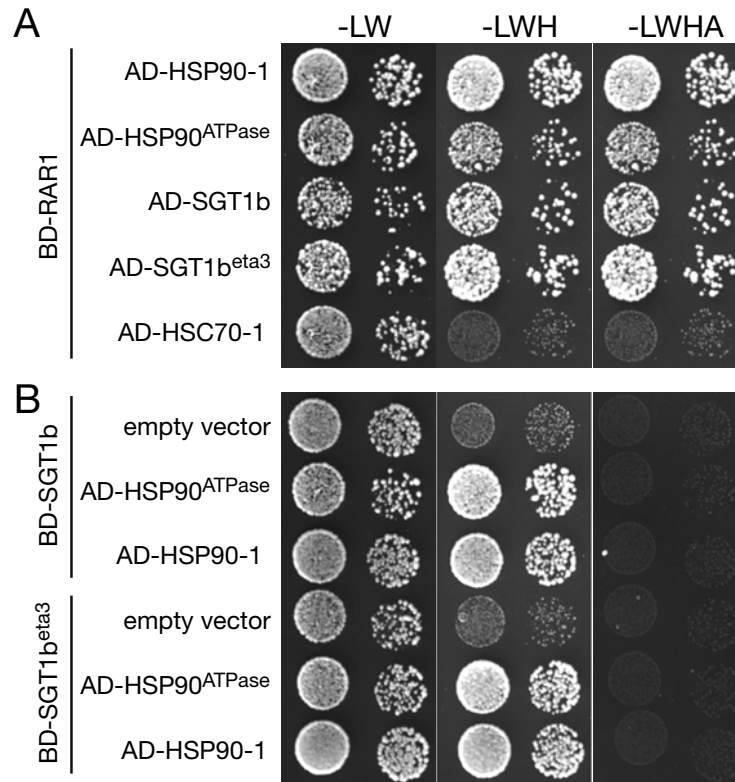 A
-LW -LWH -LWHA
BD-RAR1
AD-HSP90-1
AD-HSP90ATPase
AD-SGT1b
AD-SGT1beta3
AD-HSC70-1
B
BD-SGT1b
empty vector
AD-HSP90ATPase
AD-HSP90-1
BD-SGT1beta3
empty vector
AD-HSP90ATPase
AD-HSP90-1